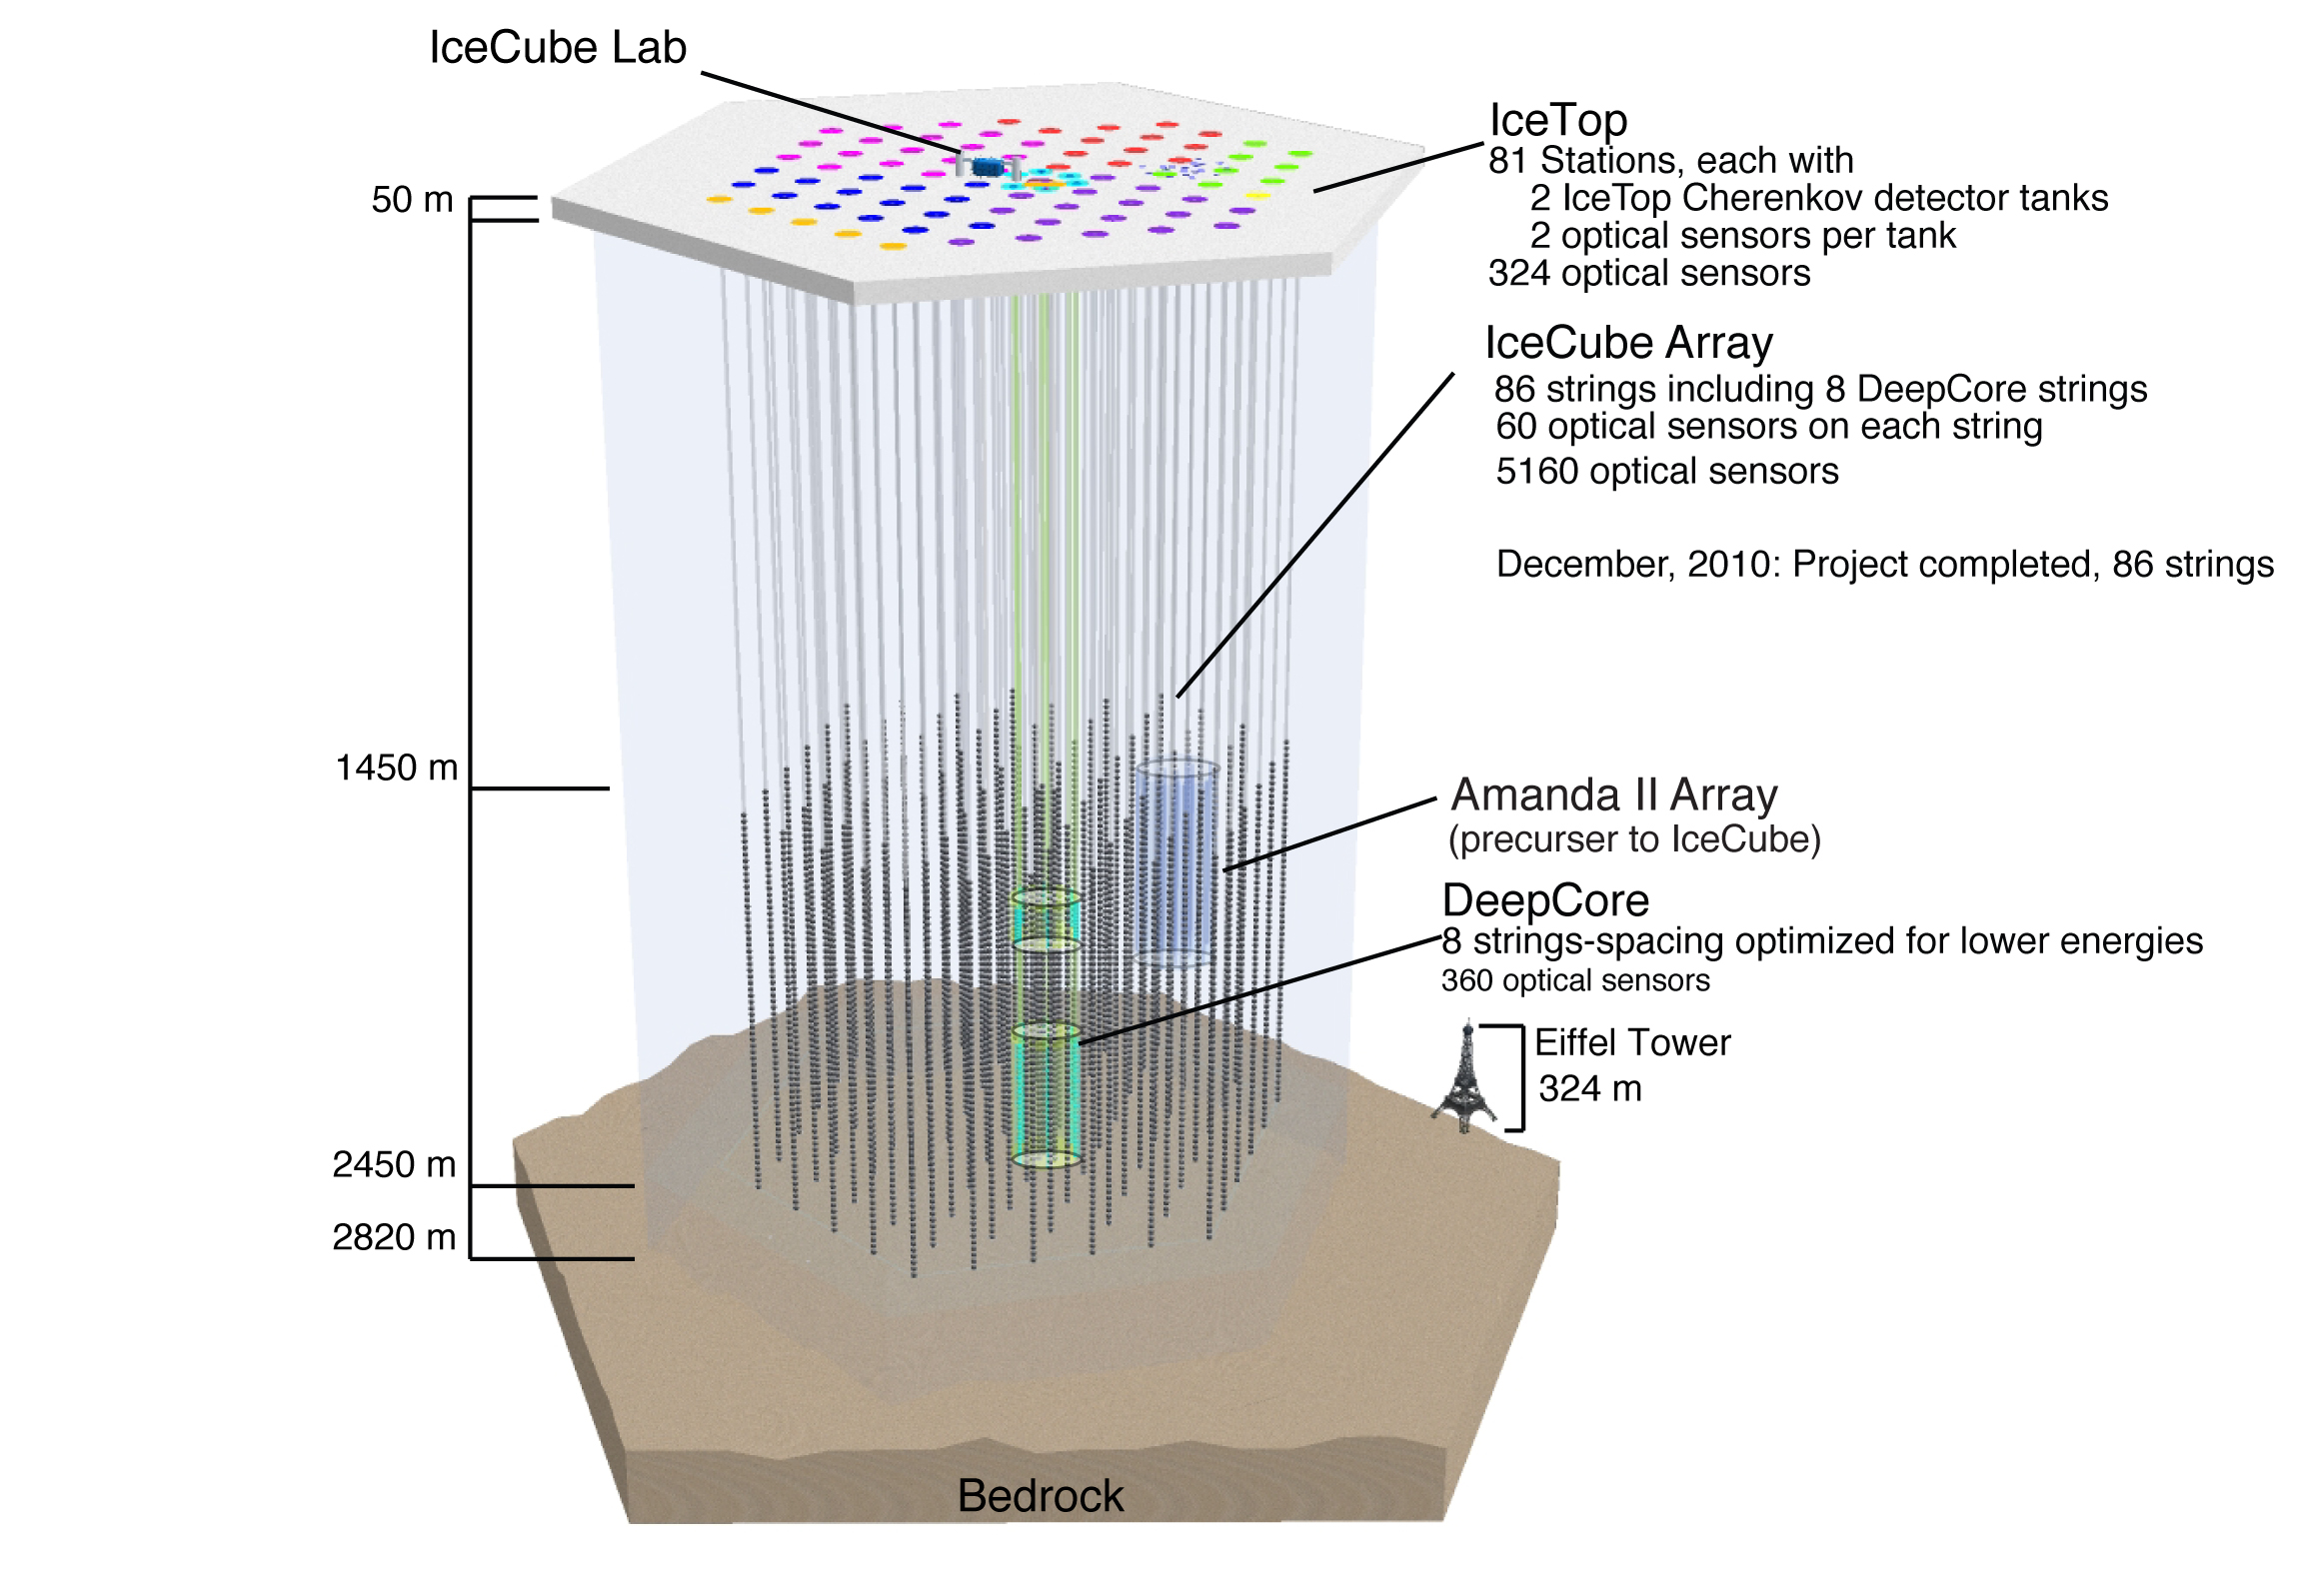 IceCube Lab
IceTop
81 Stations, each with
2 IceTop Cherenkov detector tanks
2 optical sensors per tank
324 optical sensors
50 m
IceCube Array
86 strings including 8 DeepCore strings
60 optical sensors on each string
5160 optical sensors
December, 2010: Project completed, 86 strings
1450 m
Amanda II Array
(precurser to IceCube)
DeepCore
8 strings-spacing optimized for lower energies
360 optical sensors
Eiffel Tower
324 m
2450 m
2820 m
Bedrock